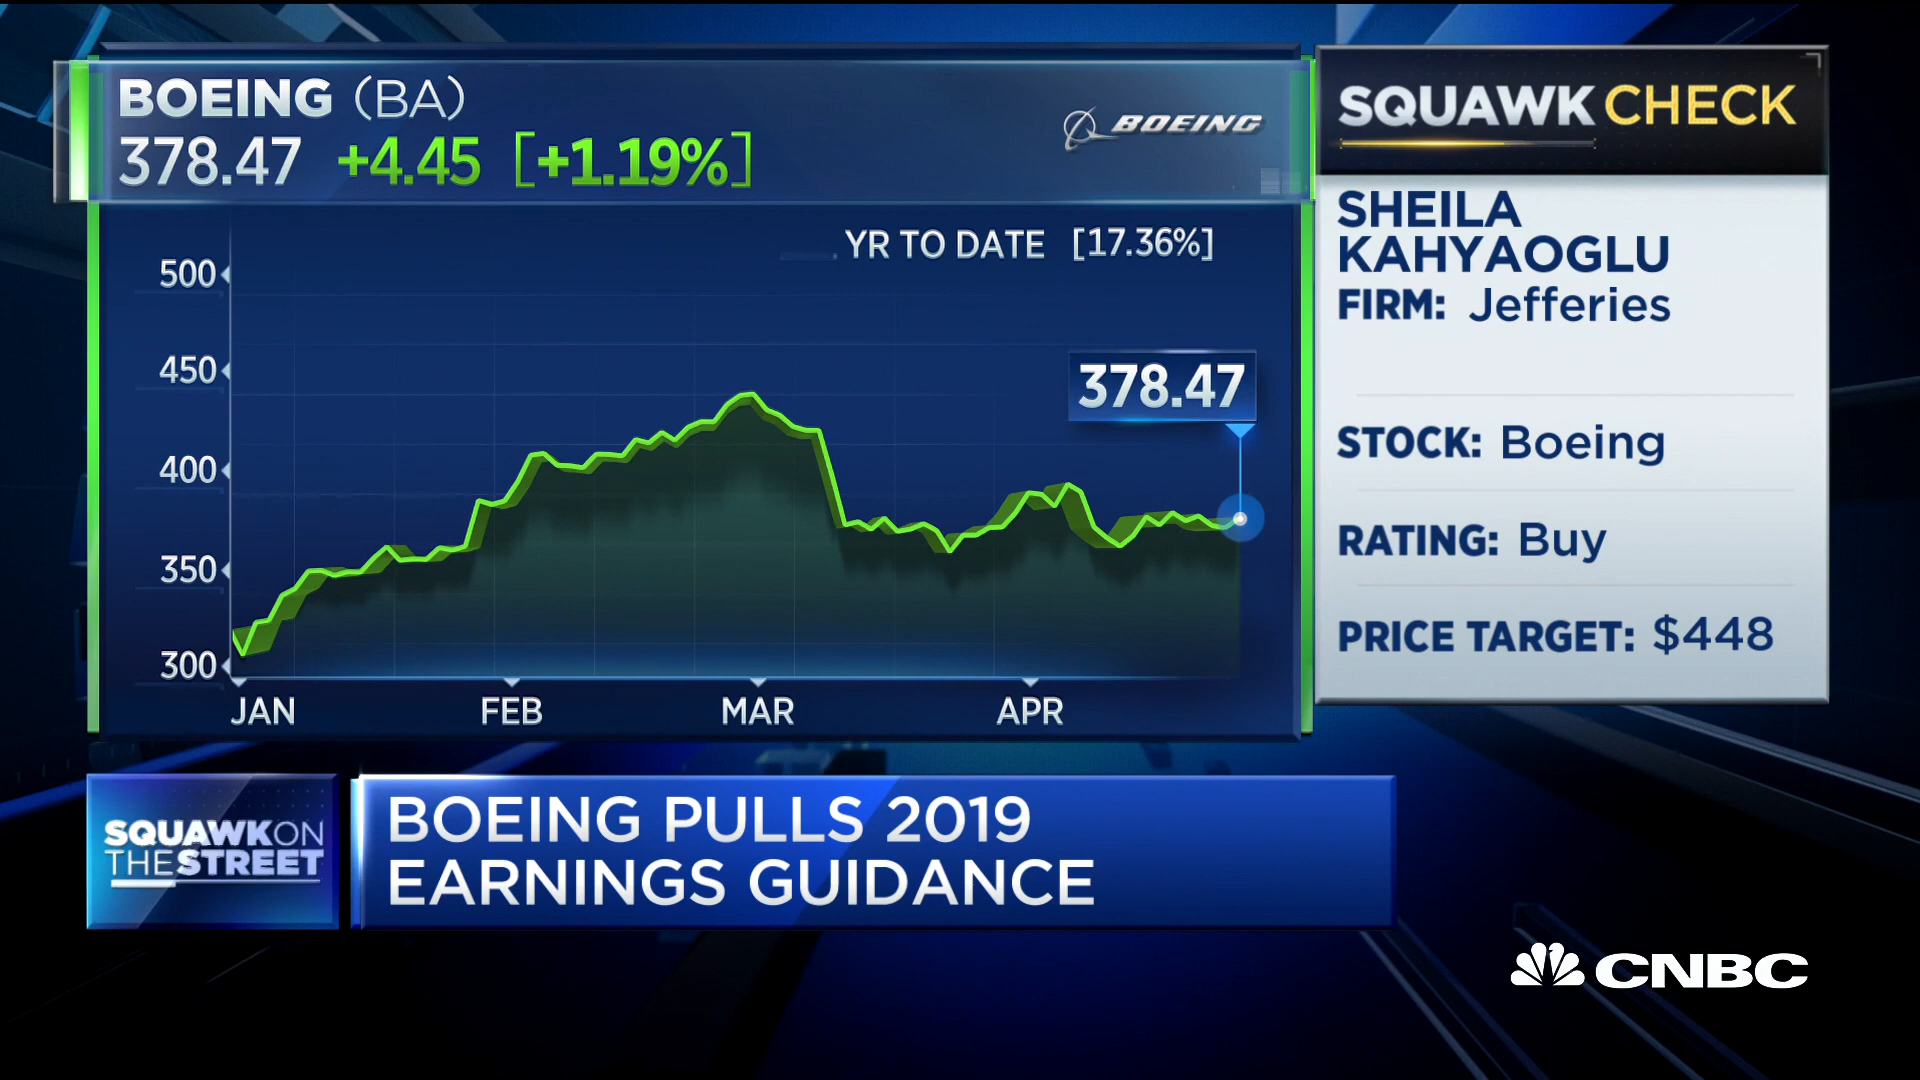 BOEING (BA)
378.47 +4.45 [+1.19%]
BOEING
YR TO DATE [17.36%]
500
450
400
350
300
378.47
JAN FEB MAR APR
SQUAWK CHECK
SHEILA
KAHYAOGLU
FIRM: Jefferies
STOCK: Boeing
RATING: Buy
PRICE TARGET: $448
SQUAWK ON
THE STREET
BOEING PULLS 2019
EARNINGS GUIDANCE
CNBC